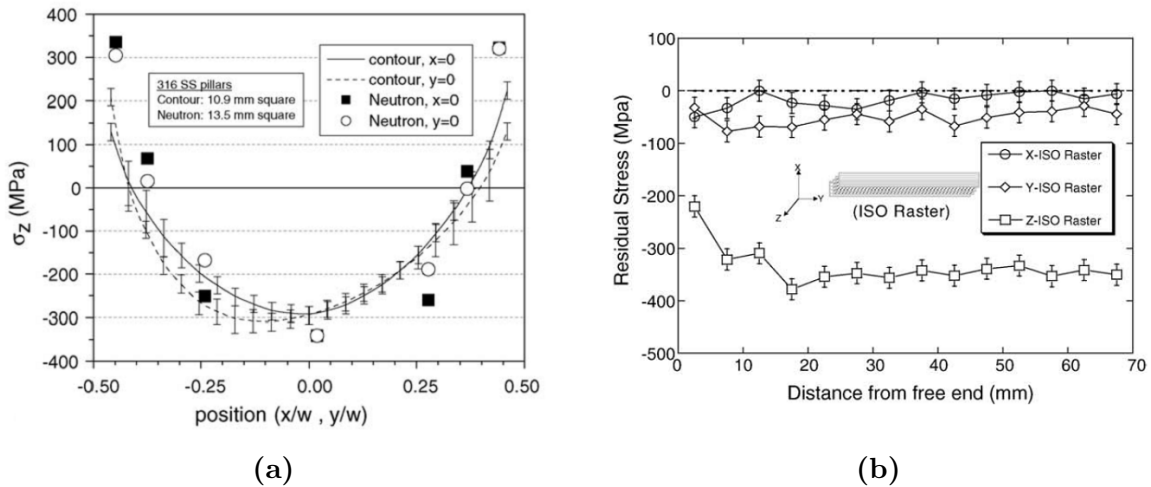 400
300
200
100
0
-100
-200
-300
-400
σZ (MPa)
316 SS pillars
Contour: 10.9 mm square
Neutron: 13.5 mm square
contour, x=0
contour, y=0
Neutron, x=0
Neutron, y=0
-0.50 -0.25 0.00 0.25 0.50
position (x/w , y/w)
(a)
100
0
-100
-200
-300
-400
-500
Residual Stress (Mpa)
X
Y
Z
(ISO Raster)
X-ISO Raster
Y-ISO Raster
Z-ISO Raster
0 10 20 30 40 50 60 70
Distance from free end (mm)
(b)